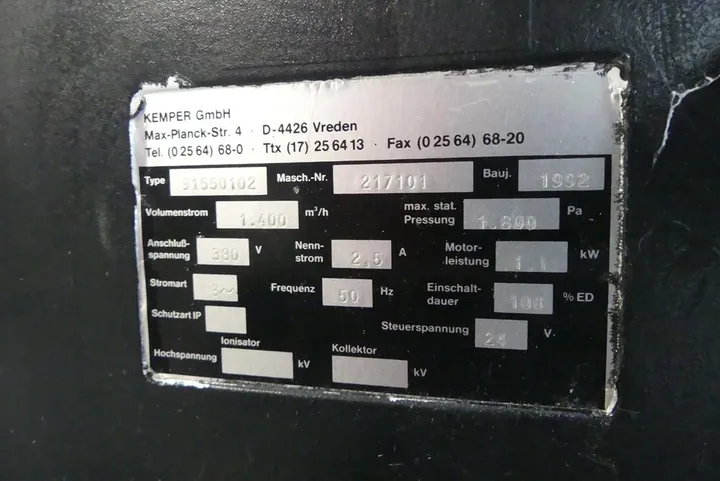 KEMPER GmbH
Max-Planck-Str. 4 · D-4426 Vreden
Tel. (0 25 64) 68-0 · Ttx (17) 25 64 13 · Fax (0 25 64) 68-20
Type 91550102 Masch.-Nr. 217101 Bauj. 1992
Volumenstrom 1.400 m³/h max. stat. Pressung 1.800 Pa
Anschluß-spannung 380 V Nenn-strom 2,5 A Motor-leistung 1.1 kW
Stromart 3~ Frequenz 50 Hz Einschalt-dauer 100 % ED
Schutzart IP Steuerspannung 24 V
Hochspannung Ionisator kV Kollektor kV